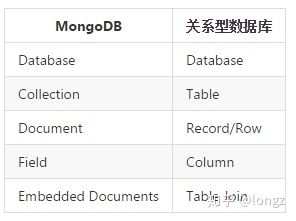 MongoDB 关系型数据库
Database Database
Collection Table
Document Record/Row
Field Column
Embedded Documents Table Join
知乎 @longz